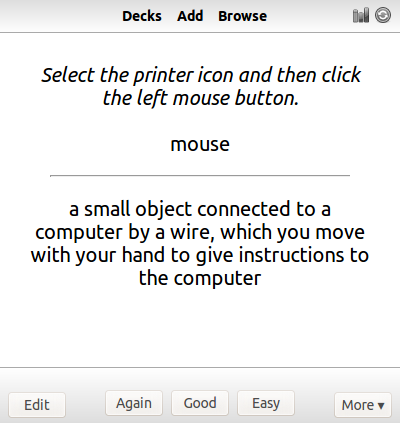 Decks Add Browse
Select the printer icon and then click
the left mouse button.
mouse
a small object connected to a
computer by a wire, which you move
with your hand to give instructions to
the computer
Edit Again Good Easy More ▾